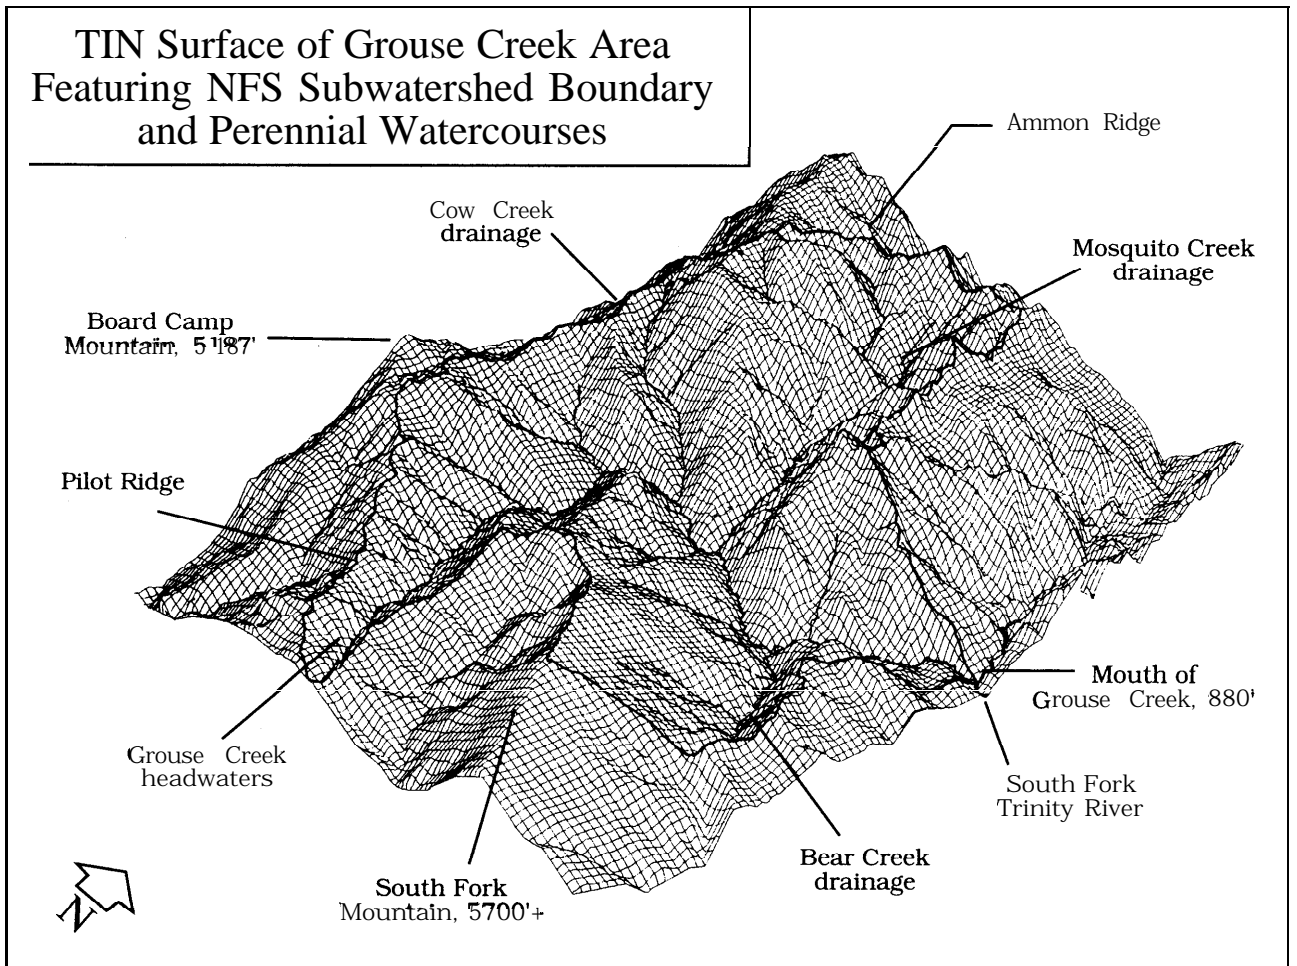 TIN Surface of Grouse Creek Area
Featuring NFS Subwatershed Boundary
and Perennial Watercourses
Ammon Ridge
Cow Creek
drainage
Mosquito Creek
drainage
Board Camp
Mountain, 5187'
Pilot Ridge
Mouth of
Grouse Creek, 880'
Grouse Creek
headwaters
South Fork
Trinity River
Bear Creek
drainage
South Fork
Mountain, 5700'+
N